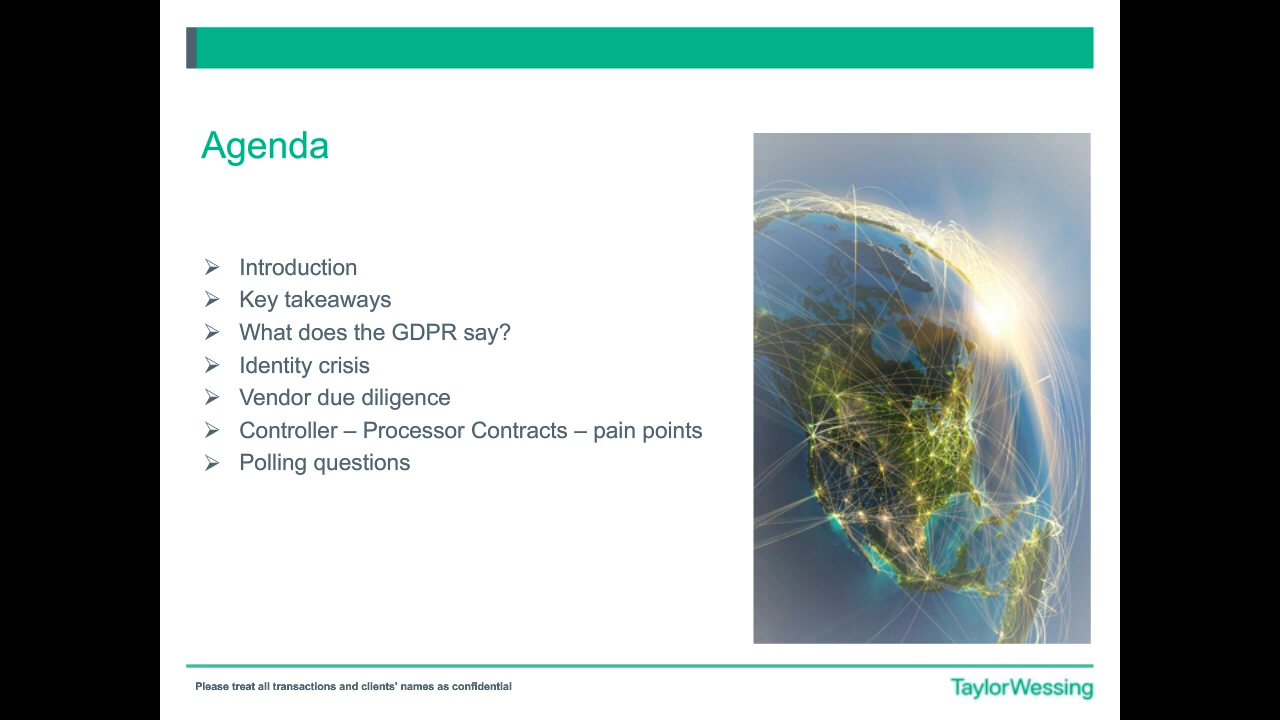 Agenda
➢ Introduction
➢ Key takeaways
➢ What does the GDPR say?
➢ Identity crisis
➢ Vendor due diligence
➢ Controller – Processor Contracts – pain points
➢ Polling questions
Please treat all transactions and clients' names as confidential
TaylorWessing